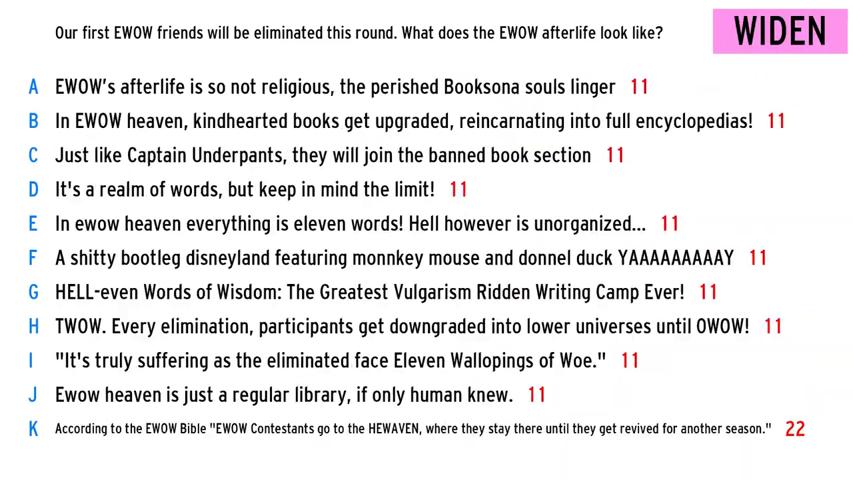 Our first EWOW friends will be eliminated this round. What does the EWOW afterlife look like?
WIDEN
A EWOW's afterlife is so not religious, the perished Booksona souls linger 11
B In EWOW heaven, kindhearted books get upgraded, reincarnating into full encyclopedias! 11
C Just like Captain Underpants, they will join the banned book section 11
D It's a realm of words, but keep in mind the limit! 11
E In ewow heaven everything is eleven words! Hell however is unorganized... 11
F A shitty bootleg disneyland featuring monnkey mouse and donnel duck YAAAAAAAAAY 11
G HELL-even Words of Wisdom: The Greatest Vulgarism Ridden Writing Camp Ever! 11
H TWOW. Every elimination, participants get downgraded into lower universes until OWOW! 11
I "It's truly suffering as the eliminated face Eleven Wallopings of Woe." 11
J Ewow heaven is just a regular library, if only human knew. 11
K According to the EWOW Bible "EWOW Contestants go to the HEWAVEN, where they stay there until they get revived for another season." 22